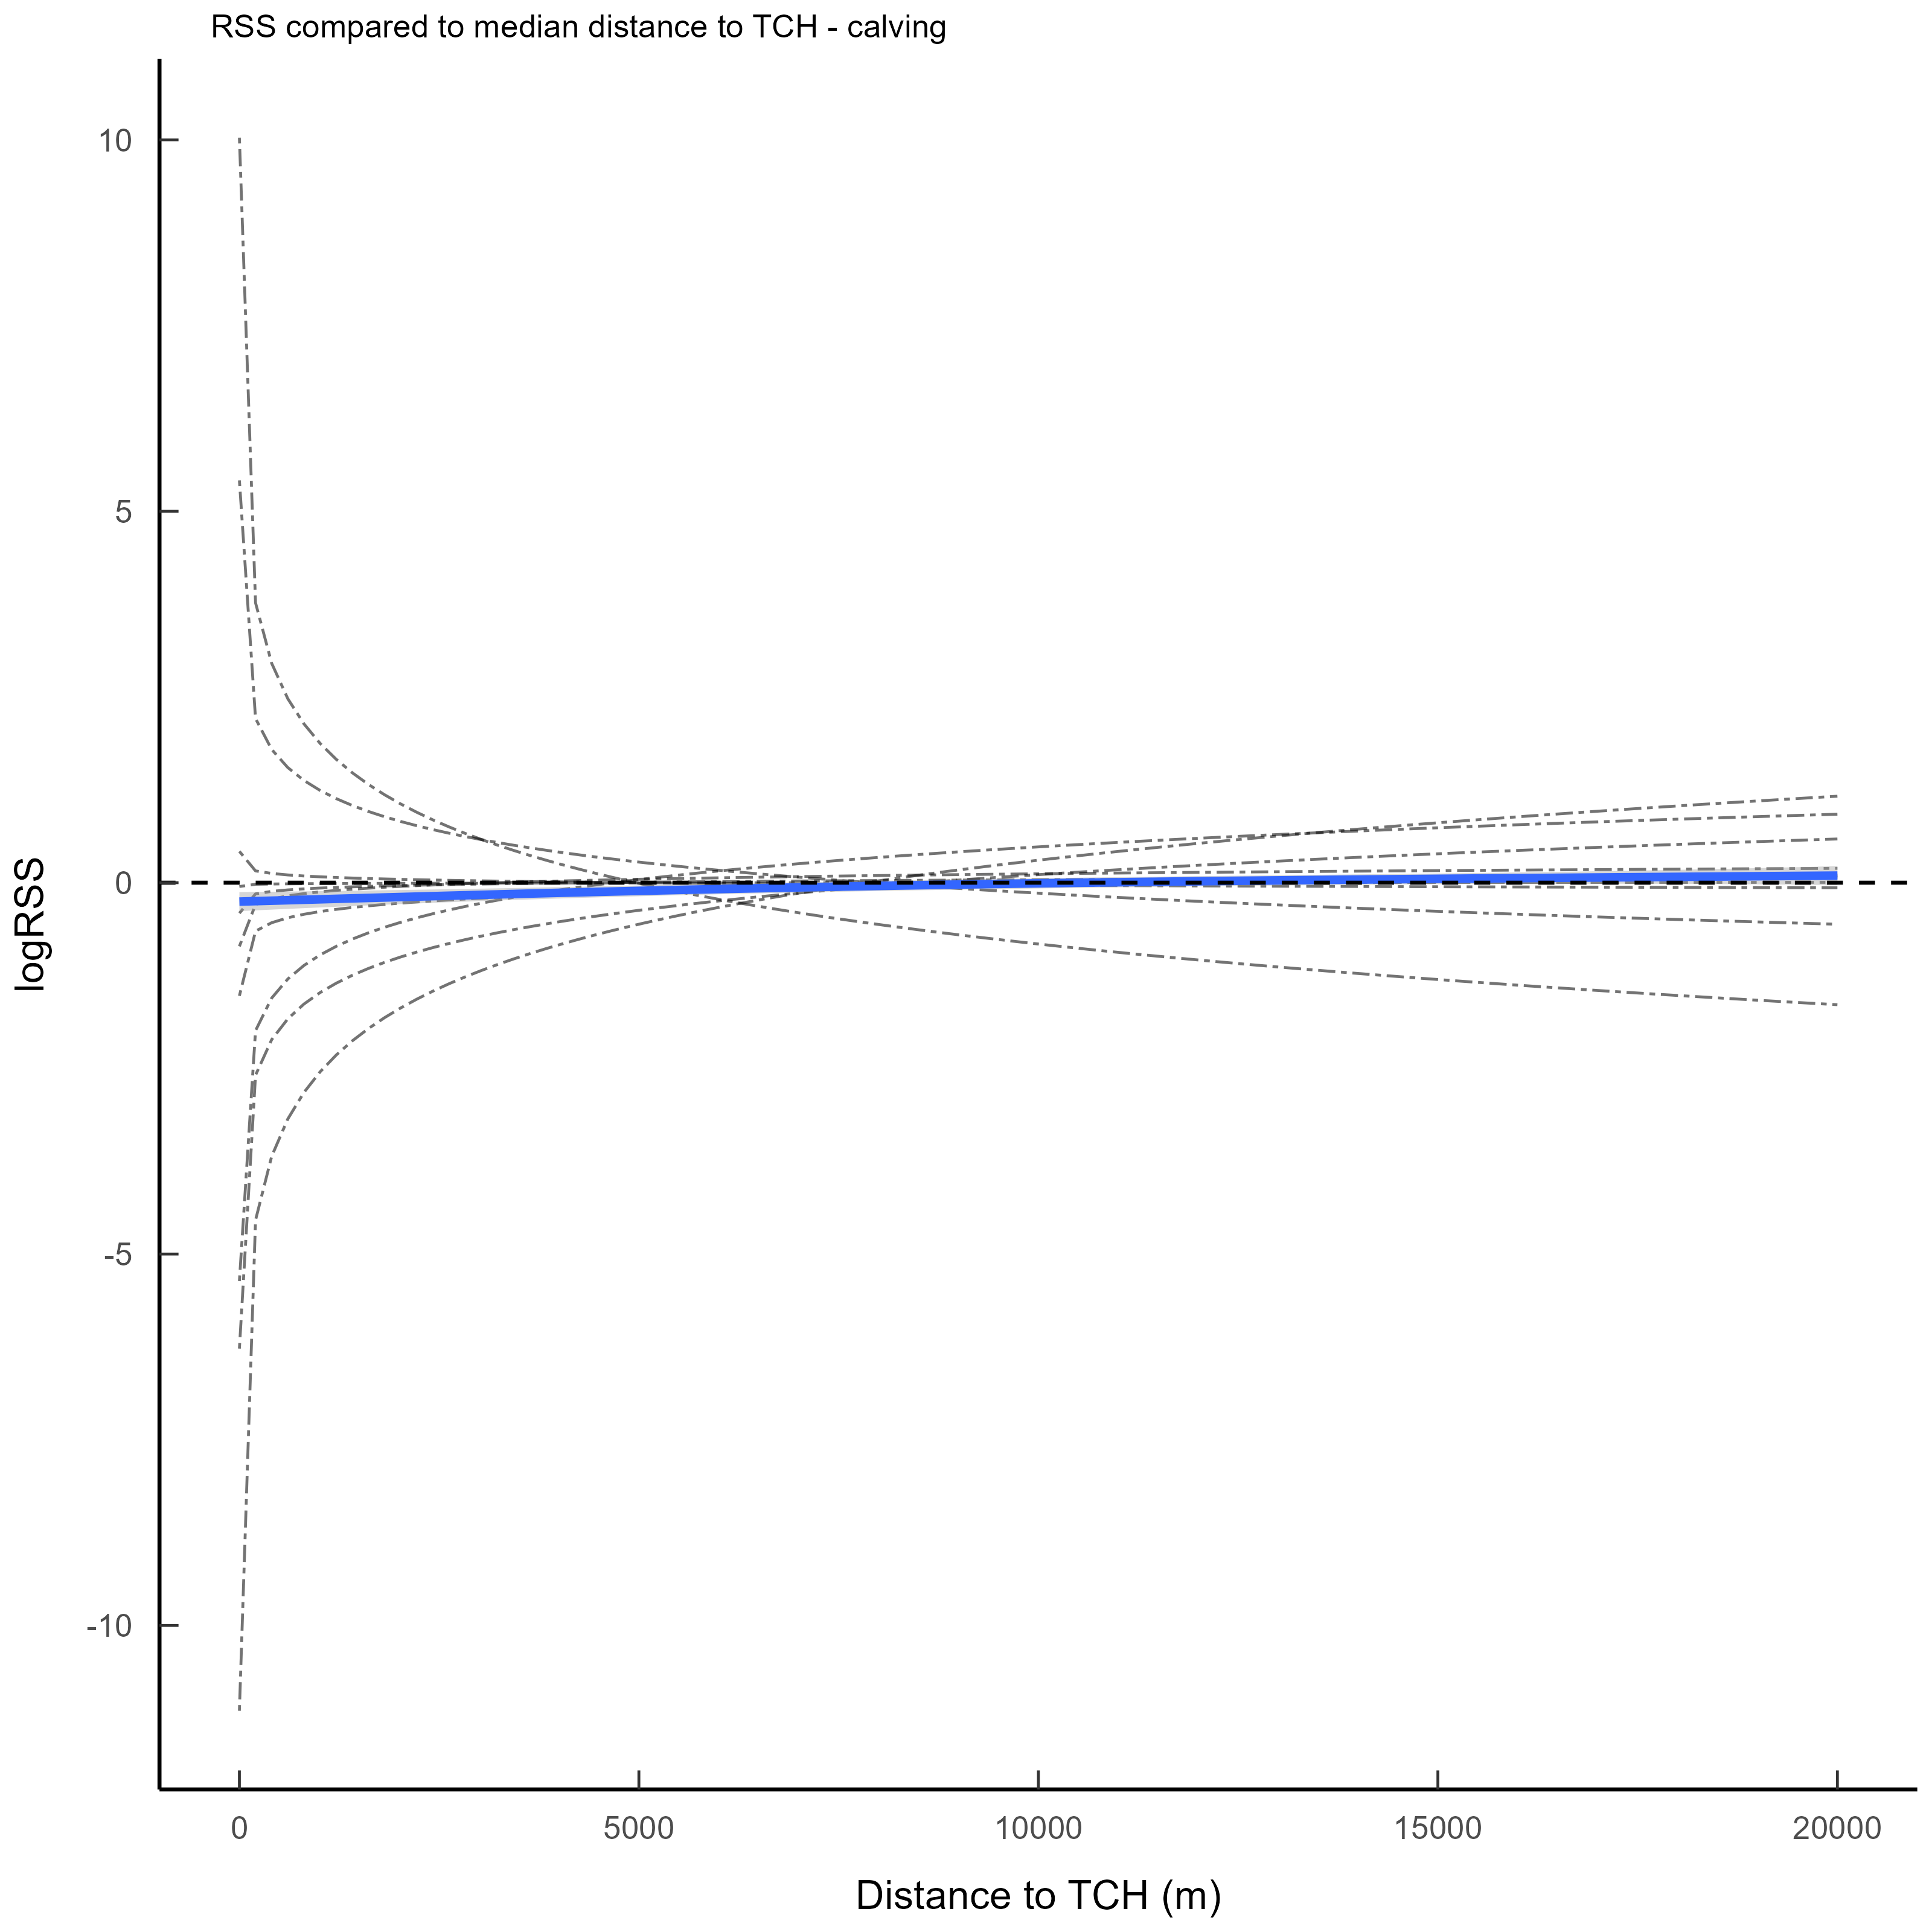 RSS compared to median distance to TCH - calving
10
5
0
-5
-10
logRSS
0 5000 10000 15000 20000
Distance to TCH (m)